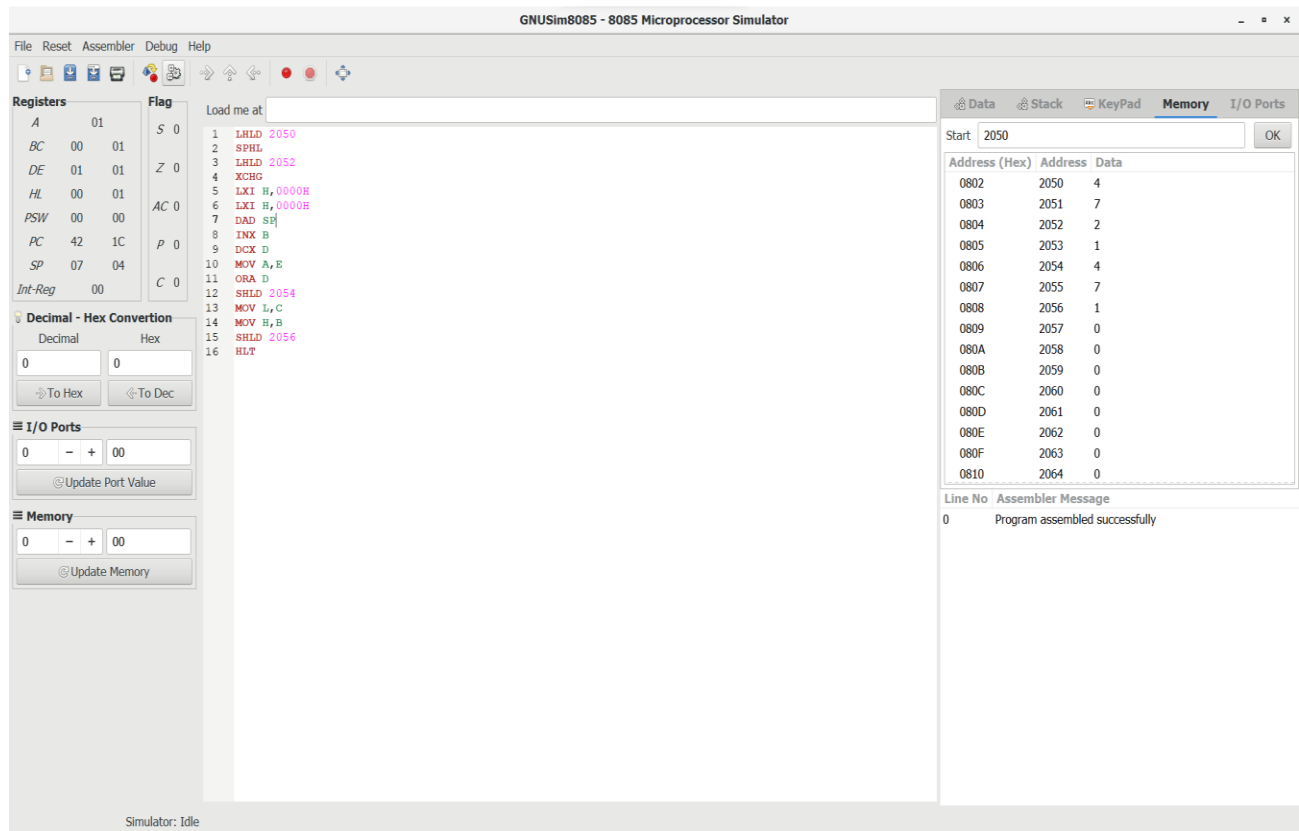 GNUSim8085 - 8085 Microprocessor Simulator
File Reset Assembler Debug Help
Registers
A 01
BC 00 01
DE 01 01
HL 00 01
PSW 00 00
PC 42 1C
SP 07 04
Int-Reg 00
Flag
S 0
Z 0
AC 0
P 0
C 0
Decimal - Hex Convertion
Decimal Hex
0 0
To Hex To Dec
I/O Ports
0 - + 00
Update Port Value
Memory
0 - + 00
Update Memory
Load me at
1 LHLD 2050
2 SPHL
3 LHLD 2052
4 XCHG
5 LXI H,0000H
6 LXI H,0000H
7 DAD SP
8 INX B
9 DCX D
10 MOV A,E
11 ORA D
12 SHLD 2054
13 MOV L,C
14 MOV H,B
15 SHLD 2056
16 HLT
Data Stack KeyPad Memory I/O Ports
Start 2050 OK
Address (Hex) Address Data
0802 2050 4
0803 2051 7
0804 2052 2
0805 2053 1
0806 2054 4
0807 2055 7
0808 2056 1
0809 2057 0
080A 2058 0
080B 2059 0
080C 2060 0
080D 2061 0
080E 2062 0
080F 2063 0
0810 2064 0
Line No Assembler Message
0 Program assembled successfully
Simulator: Idle